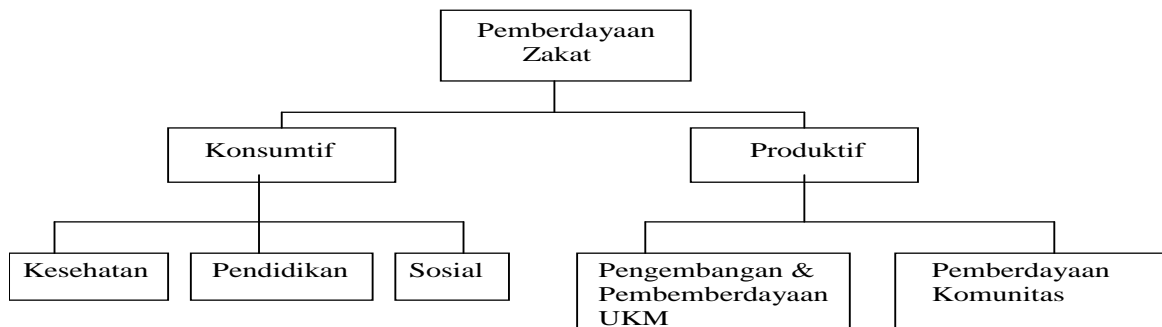 Pemberdayaan
Zakat
Konsumtif
Produktif
Kesehatan
Pendidikan
Sosial
Pengembangan &
Pembemberdayaan
UKM
Pemberdayaan
Komunitas